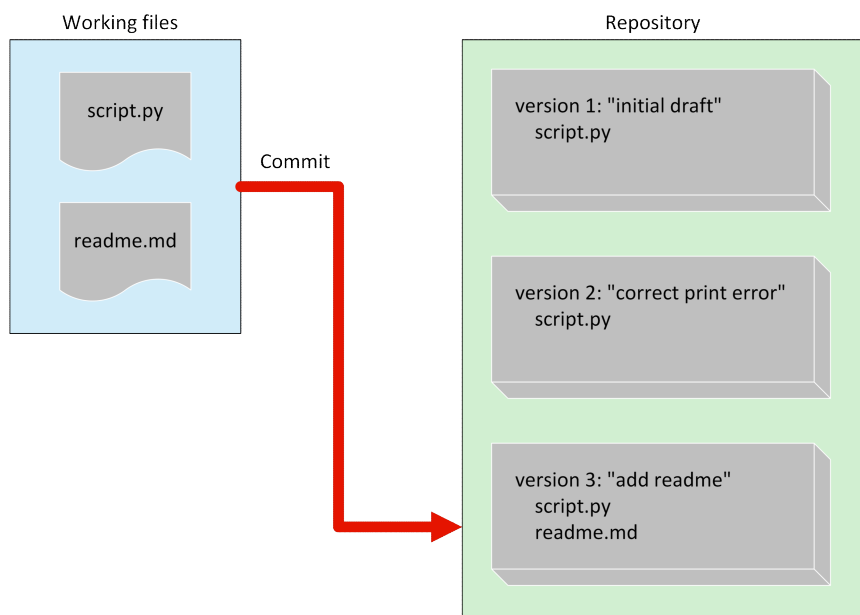 Working files
script.py
readme.md
Commit
Repository
version 1: "initial draft"
script.py
version 2: "correct print error"
script.py
version 3: "add readme"
script.py
readme.md